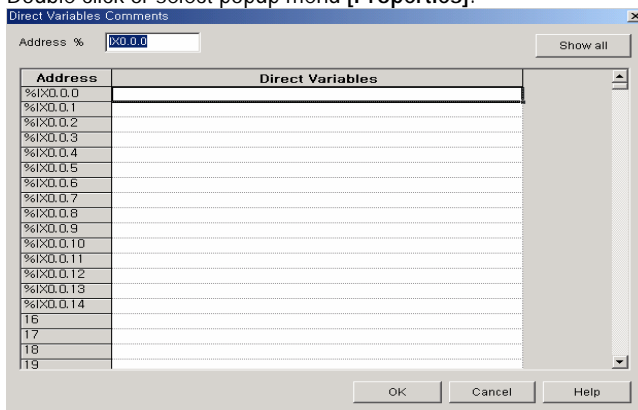 Double click or select popup menu [Properties].
Direct Variables Comments
Address % IX0.0.0 Show all
Address Direct Variables
%IX0.0.0
%IX0.0.1
%IX0.0.2
%IX0.0.3
%IX0.0.4
%IX0.0.5
%IX0.0.6
%IX0.0.7
%IX0.0.8
%IX0.0.9
%IX0.0.10
%IX0.0.11
%IX0.0.12
%IX0.0.13
%IX0.0.14
16
17
18
19
OK Cancel Help